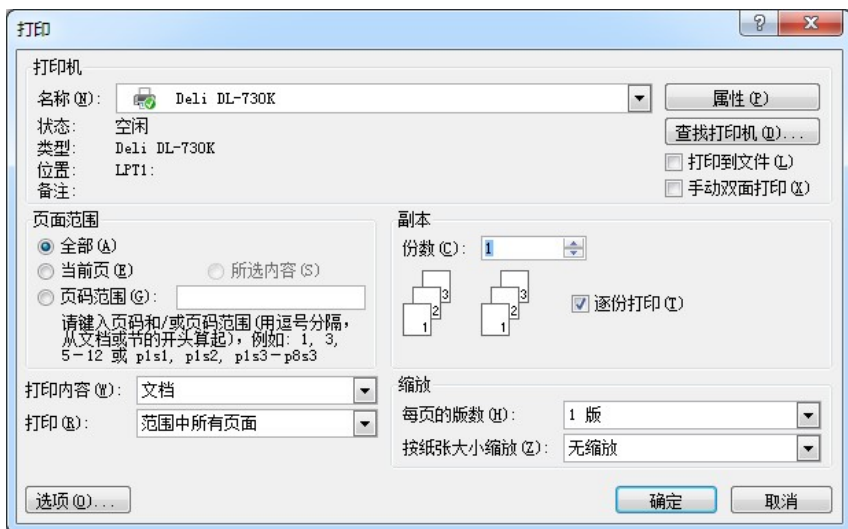 打印
打印机
名称(N): Deli DL-730K 属性(P)
状态: 空闲 查找打印机(D)...
类型: Deli DL-730K
位置: LPT1: 打印到文件(L)
备注: 手动双面打印(X)
页面范围
全部(A)
当前页(E) 所选内容(S)
页码范围(G):
请键入页码和/或页码范围(用逗号分隔,
从文档或节的开头算起), 例如: 1, 3,
5-12 或 p1s1, p1s2, p1s3-p8s3
副本
份数(C): 1
1 2 3 1 2 3 逐份打印(T)
打印内容(W): 文档
打印(R): 范围中所有页面
缩放
每页的版数(H): 1 版
按纸张大小缩放(Z): 无缩放
选项(O)... 确定 取消